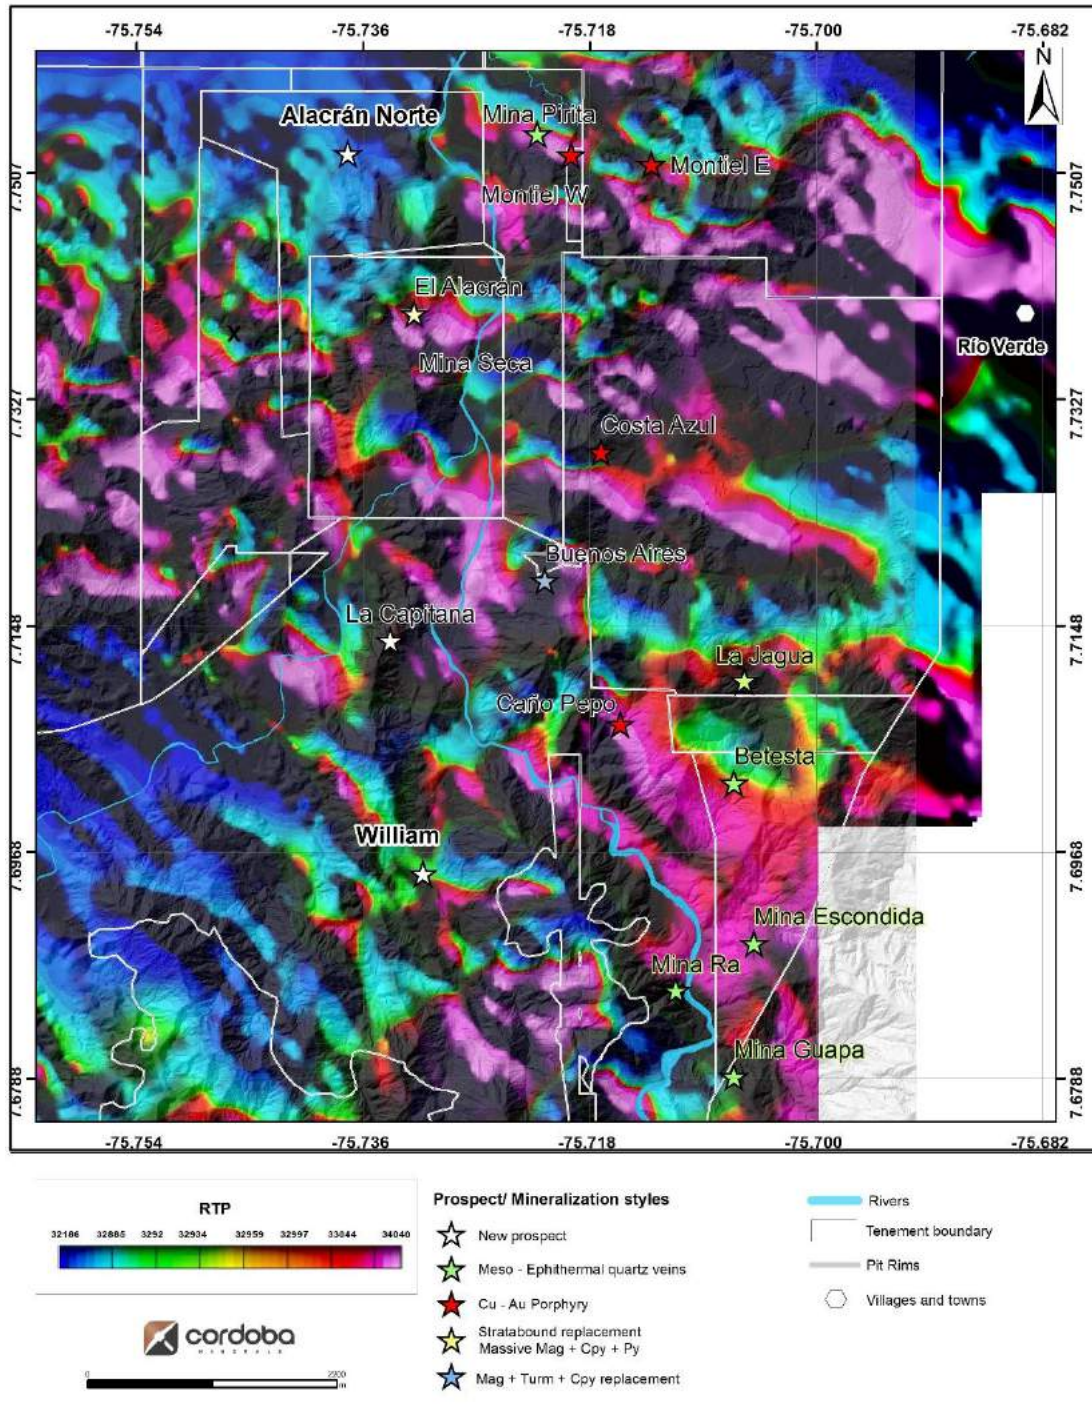 -75.754 -75.736 -75.718 -75.700 -75.682
N
Alacrán Norte
Mina Pirita
Montiel E
Montiel W
7.7507
7.7507
El Alacrán
X
Río Verde
Mina Seca
7.7327
7.7327
Costa Azul
Buenos Aires
La Capitana
7.7148
7.7148
La Jagua
Caño Pepo
Betesta
William
7.6968
7.6968
Mina Escondida
Mina Ra
Mina Guapa
7.6788
7.6788
-75.754 -75.736 -75.718 -75.700 -75.682
RTP
32186 32885 3292 32934 32959 32997 33044 34040
cordoba
MINERALS
0
m
Prospect/ Mineralization styles
New prospect
Meso - Ephithermal quartz veins
Cu - Au Porphyry
Stratabound replacement
Massive Mag + Cpy + Py
Mag + Turm + Cpy replacement
Rivers
Tenement boundary
Pit Rims
Villages and towns